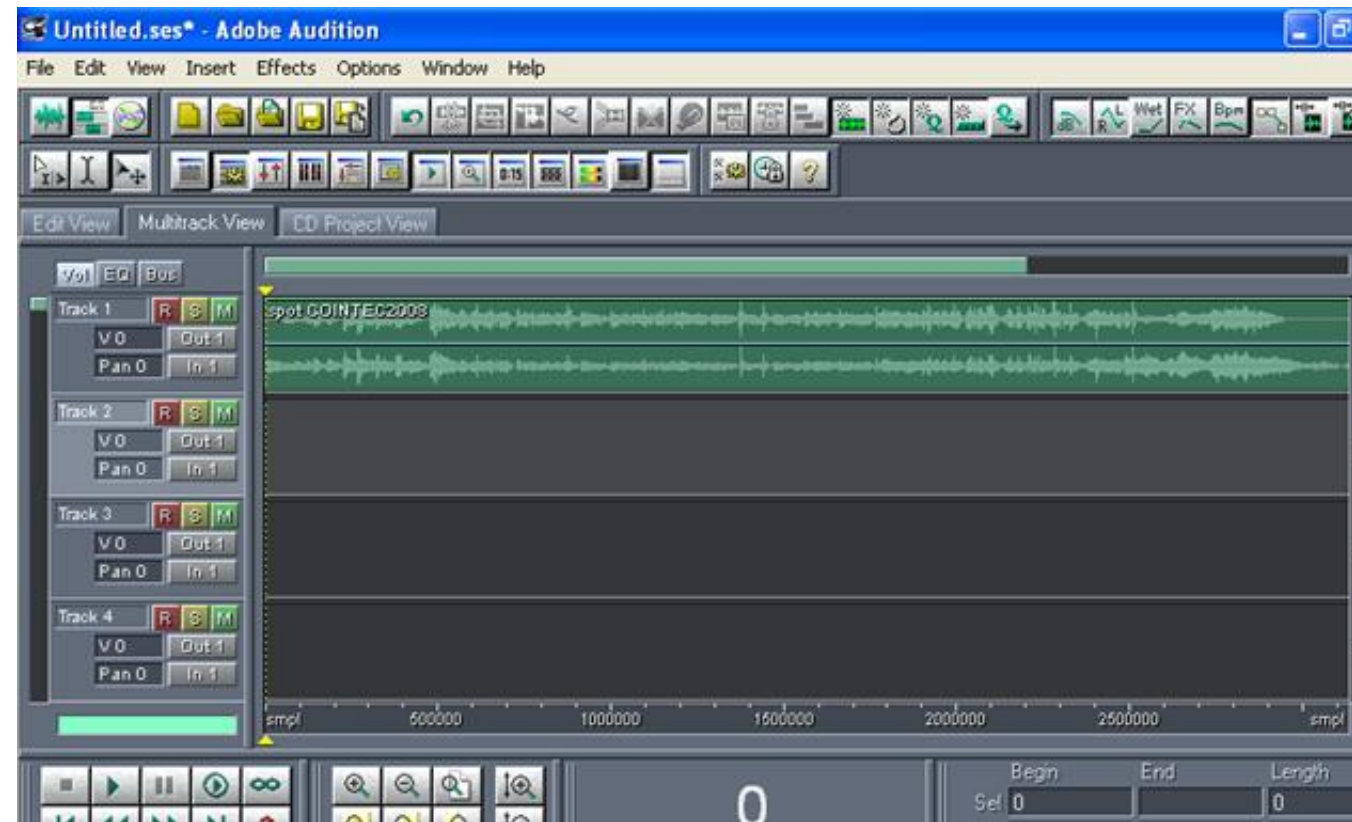 Untitled.ses* - Adobe Audition
File Edit View Insert Effects Options Window Help
Wet FX Bpm
Edit View Multitrack View CD Project View
Vol EQ Bus
Track 1 R S M
spot COINTEC2008
V 0 Out 1
Pan 0 In 1
Track 2 R S M
V 0 Out 1
Pan 0 In 1
Track 3 R S M
V 0 Out 1
Pan 0 In 1
Track 4 R S M
V 0 Out 1
Pan 0 In 1
smpl 500000 1000000 1500000 2000000 2500000 smpl
Begin End Length
0
Sel 0 0